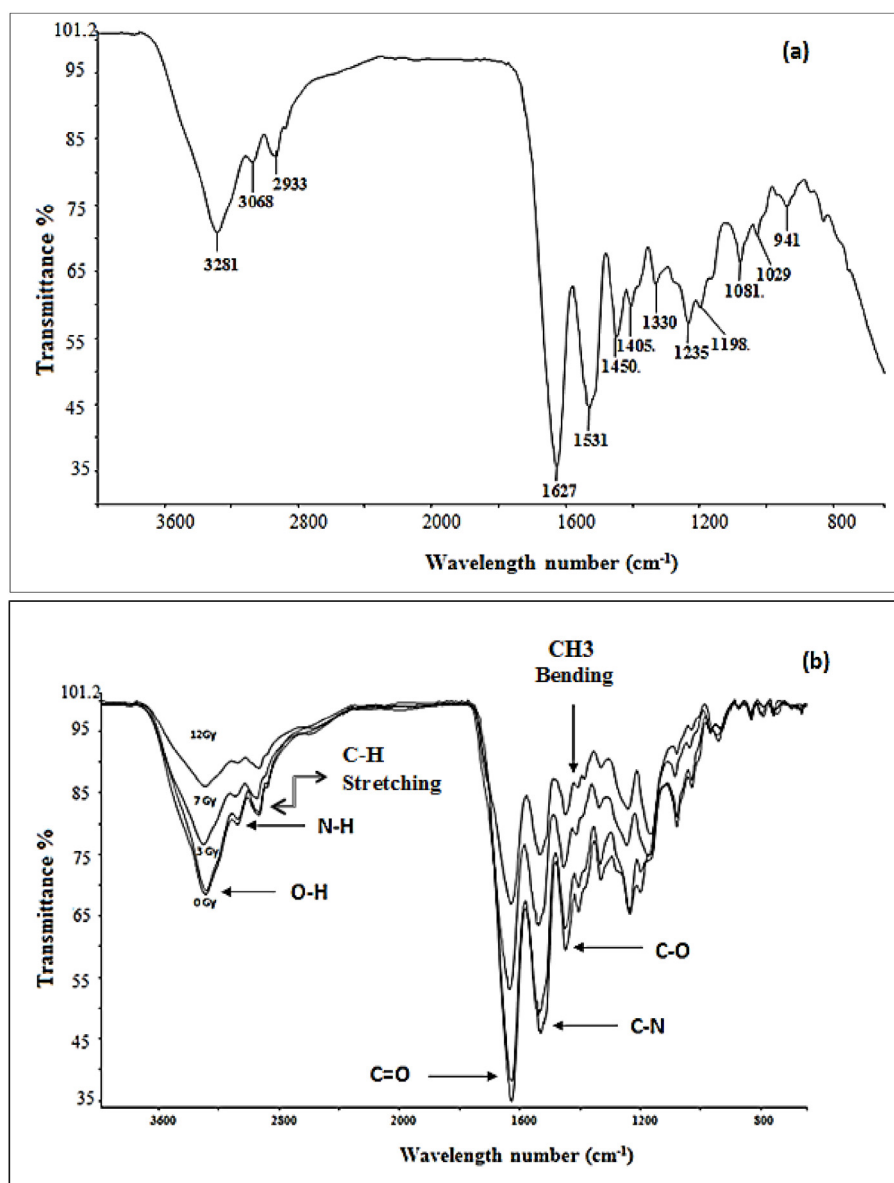 (a)
101.2
95
85
75
65
55
45
35
Transmittance %
3281
3068
2933
1627
1531
1450.
1405.
1330
1235
1198.
1081.
1029
941
3600
2800
2000
1600
1200
800
Wavelength number (cm⁻¹)
(b)
CH3
Bending
101.2
95
85
75
65
55
45
35
Transmittance %
12Gy
7 Gy
3 Gy
0 Gy
C-H
Stretching
N-H
O-H
C-O
C-N
C=O
3600
2800
2000
1600
1200
800
Wavelength number (cm⁻¹)